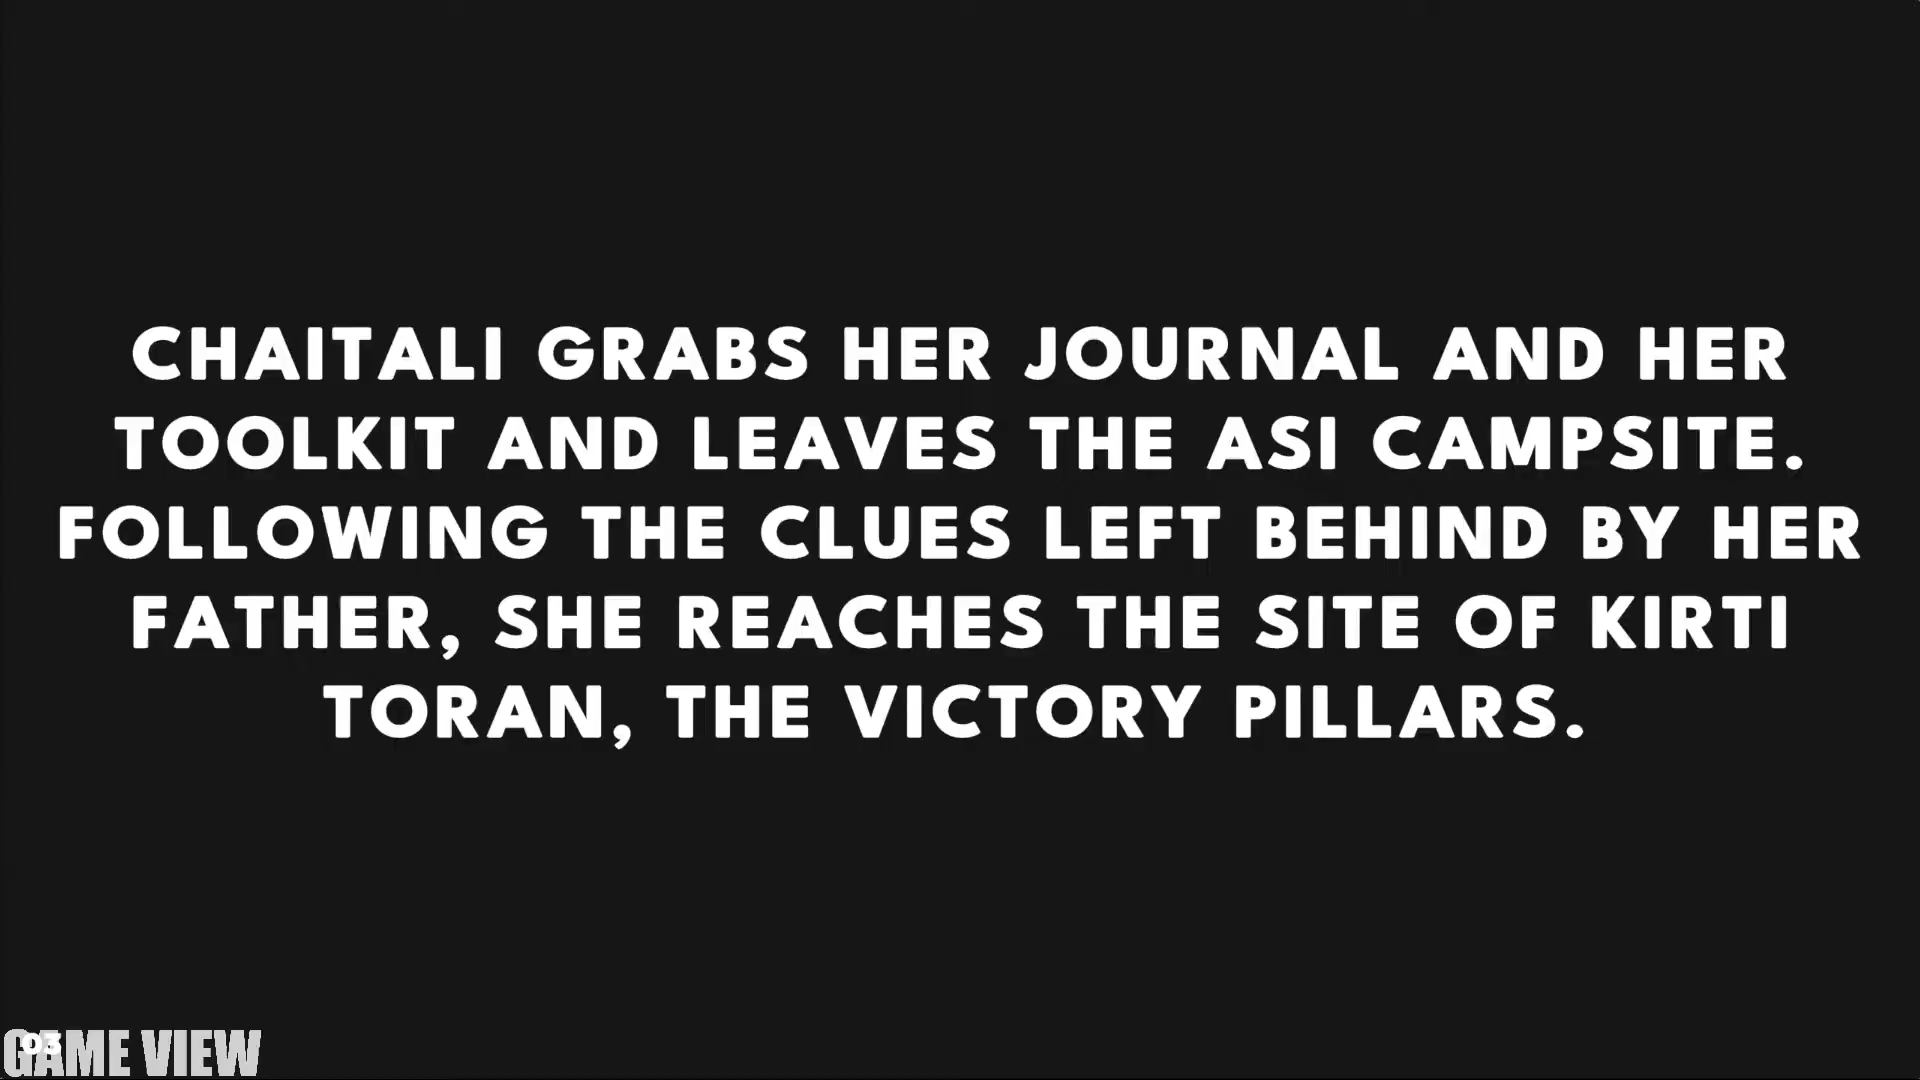 CHAITALI GRABS HER JOURNAL AND HER
TOOLKIT AND LEAVES THE ASI CAMPSITE.
FOLLOWING THE CLUES LEFT BEHIND BY HER
FATHER, SHE REACHES THE SITE OF KIRTI
TORAN, THE VICTORY PILLARS.
03
GAME VIEW